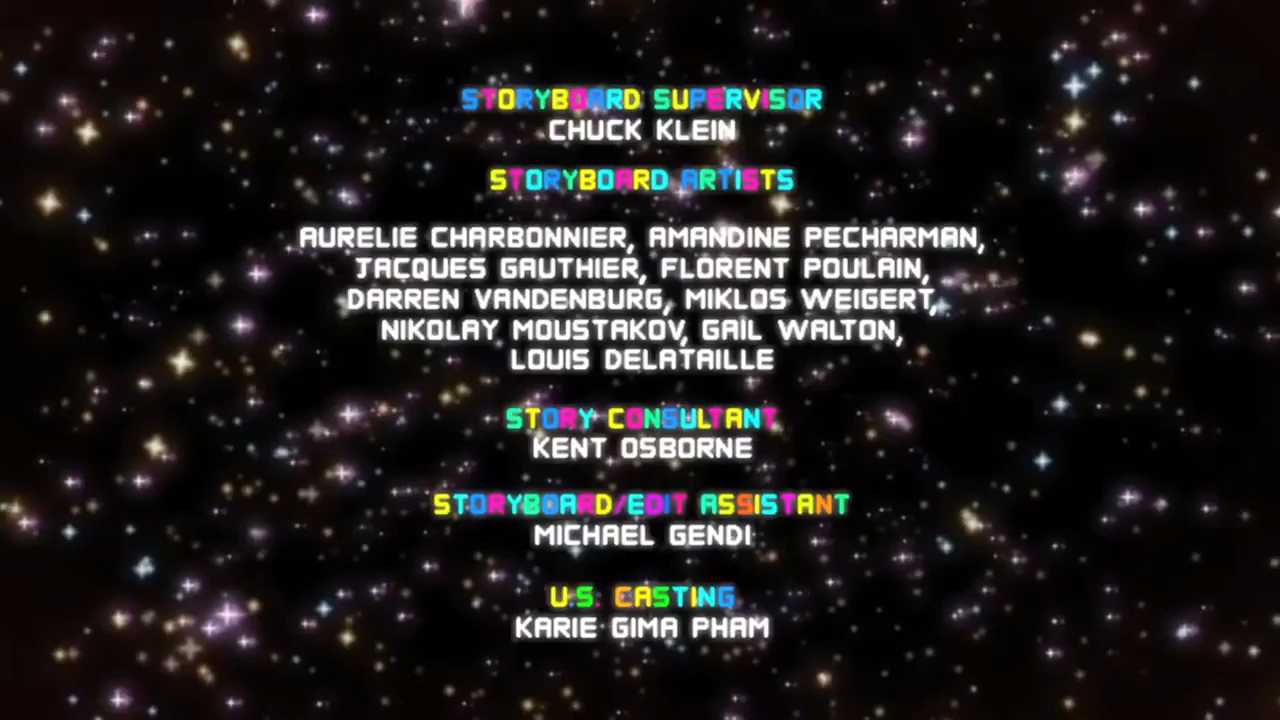 STORYBOARD SUPERVISOR
CHUCK KLEIN
STORYBOARD ARTISTS
AURELIE CHARBONNIER, AMANDINE PECHARMAN,
JACQUES GAUTHIER, FLORENT POULAIN,
DARREN VANDENBURG, MIKLOS WEIGERT,
NIKOLAY MOUSTAKOV, GAIL WALTON,
LOUIS DELATAILLE
STORY CONSULTANT
KENT OSBORNE
STORYBOARD/EDIT ASSISTANT
MICHAEL GENDI
U.S. CASTING
KARIE GIMA PHAM